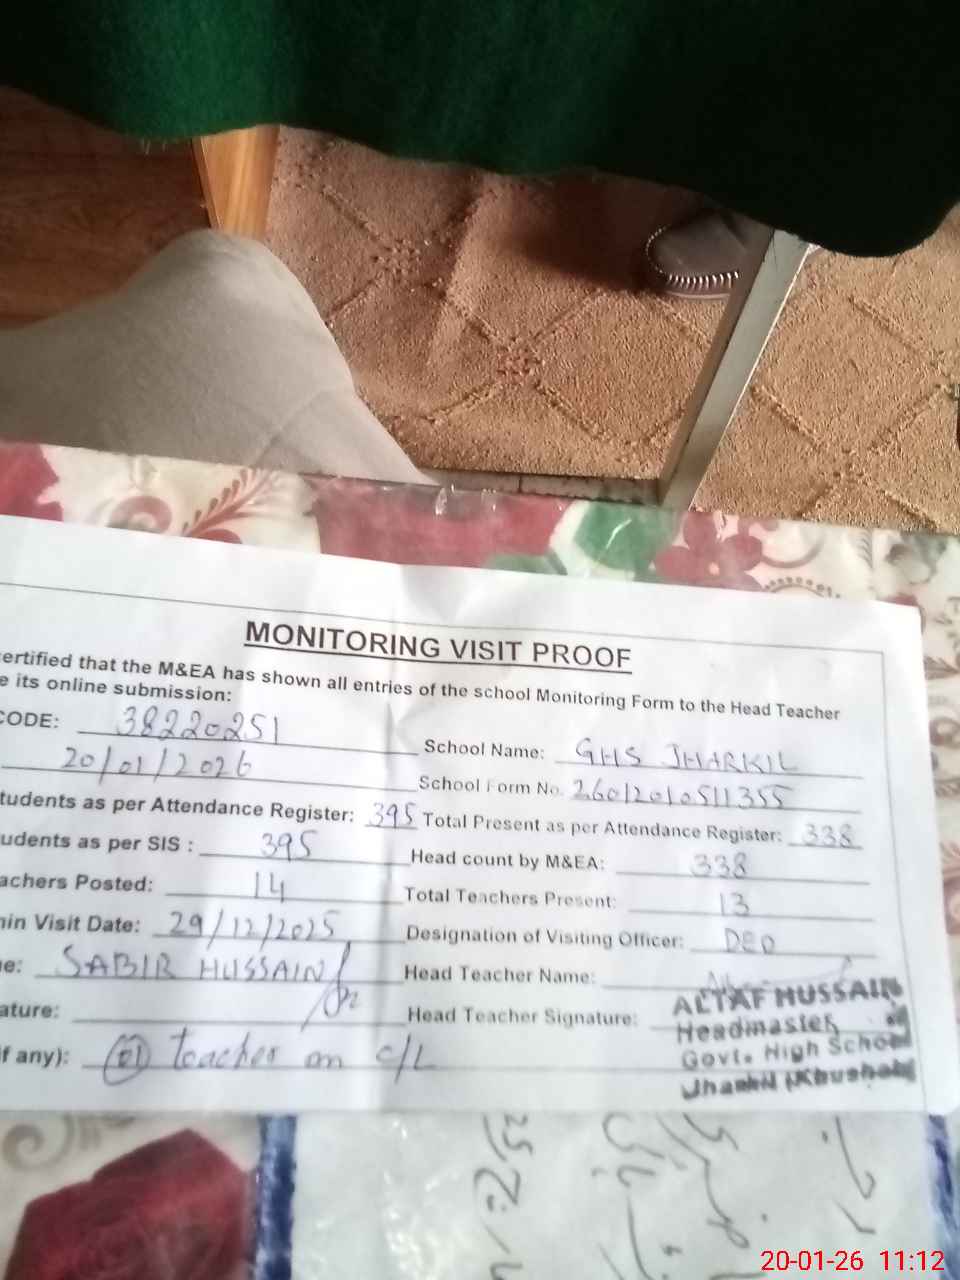 MONITORING VISIT PROOF
ertified that the M&EA has shown all entries of the school Monitoring Form to the Head Teacher
e its online submission:
CODE: 38220251 School Name: GHS JHARKIL
20/01/2026 School Form No. 26012010511355
tudents as per Attendance Register: 395 Total Present as per Attendance Register: 338
udents as per SIS : 395 Head count by M&EA: 338
achers Posted: 14 Total Teachers Present: 13
in Visit Date: 29/12/2025 Designation of Visiting Officer: DEO
e: SABIR HUSSAIN Head Teacher Name:
ature: Head Teacher Signature:
ALTAF HUSSAIN
Headmaster
Govt. High School
if any): 01 teacher on c/L
20-01-26 11:12